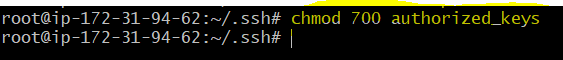 root@ip-172-31-94-62:~/.ssh# chmod 700 authorized_keys
root@ip-172-31-94-62:~/.ssh#